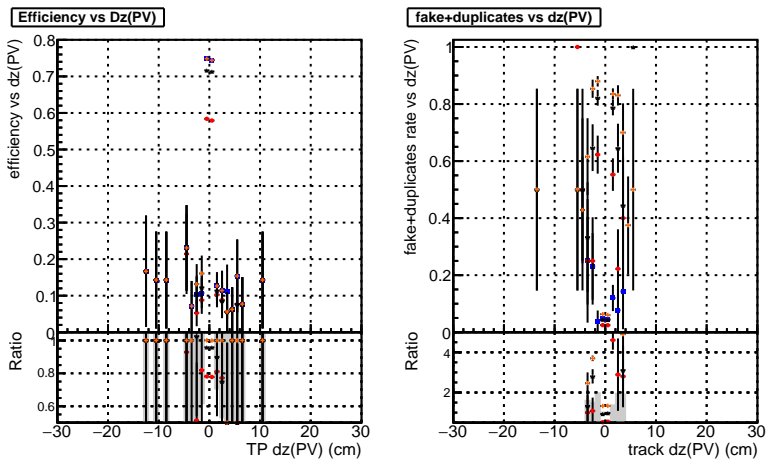 Efficiency vs Dz(PV)
efficiency vs Dz(PV)
0.8
0.7
0.6
0.5
0.4
0.3
0.2
0.1
0
Ratio
1
0.8
0.6
−30 −20 −10 0 10 20 30
TP dz(PV) (cm)
fake+duplicates vs dz(PV)
fake+duplicates rate vs dz(PV)
1
0.8
0.6
0.4
0.2
0
Ratio
4
2
−30 −20 −10 0 10 20 30
track dz(PV) (cm)